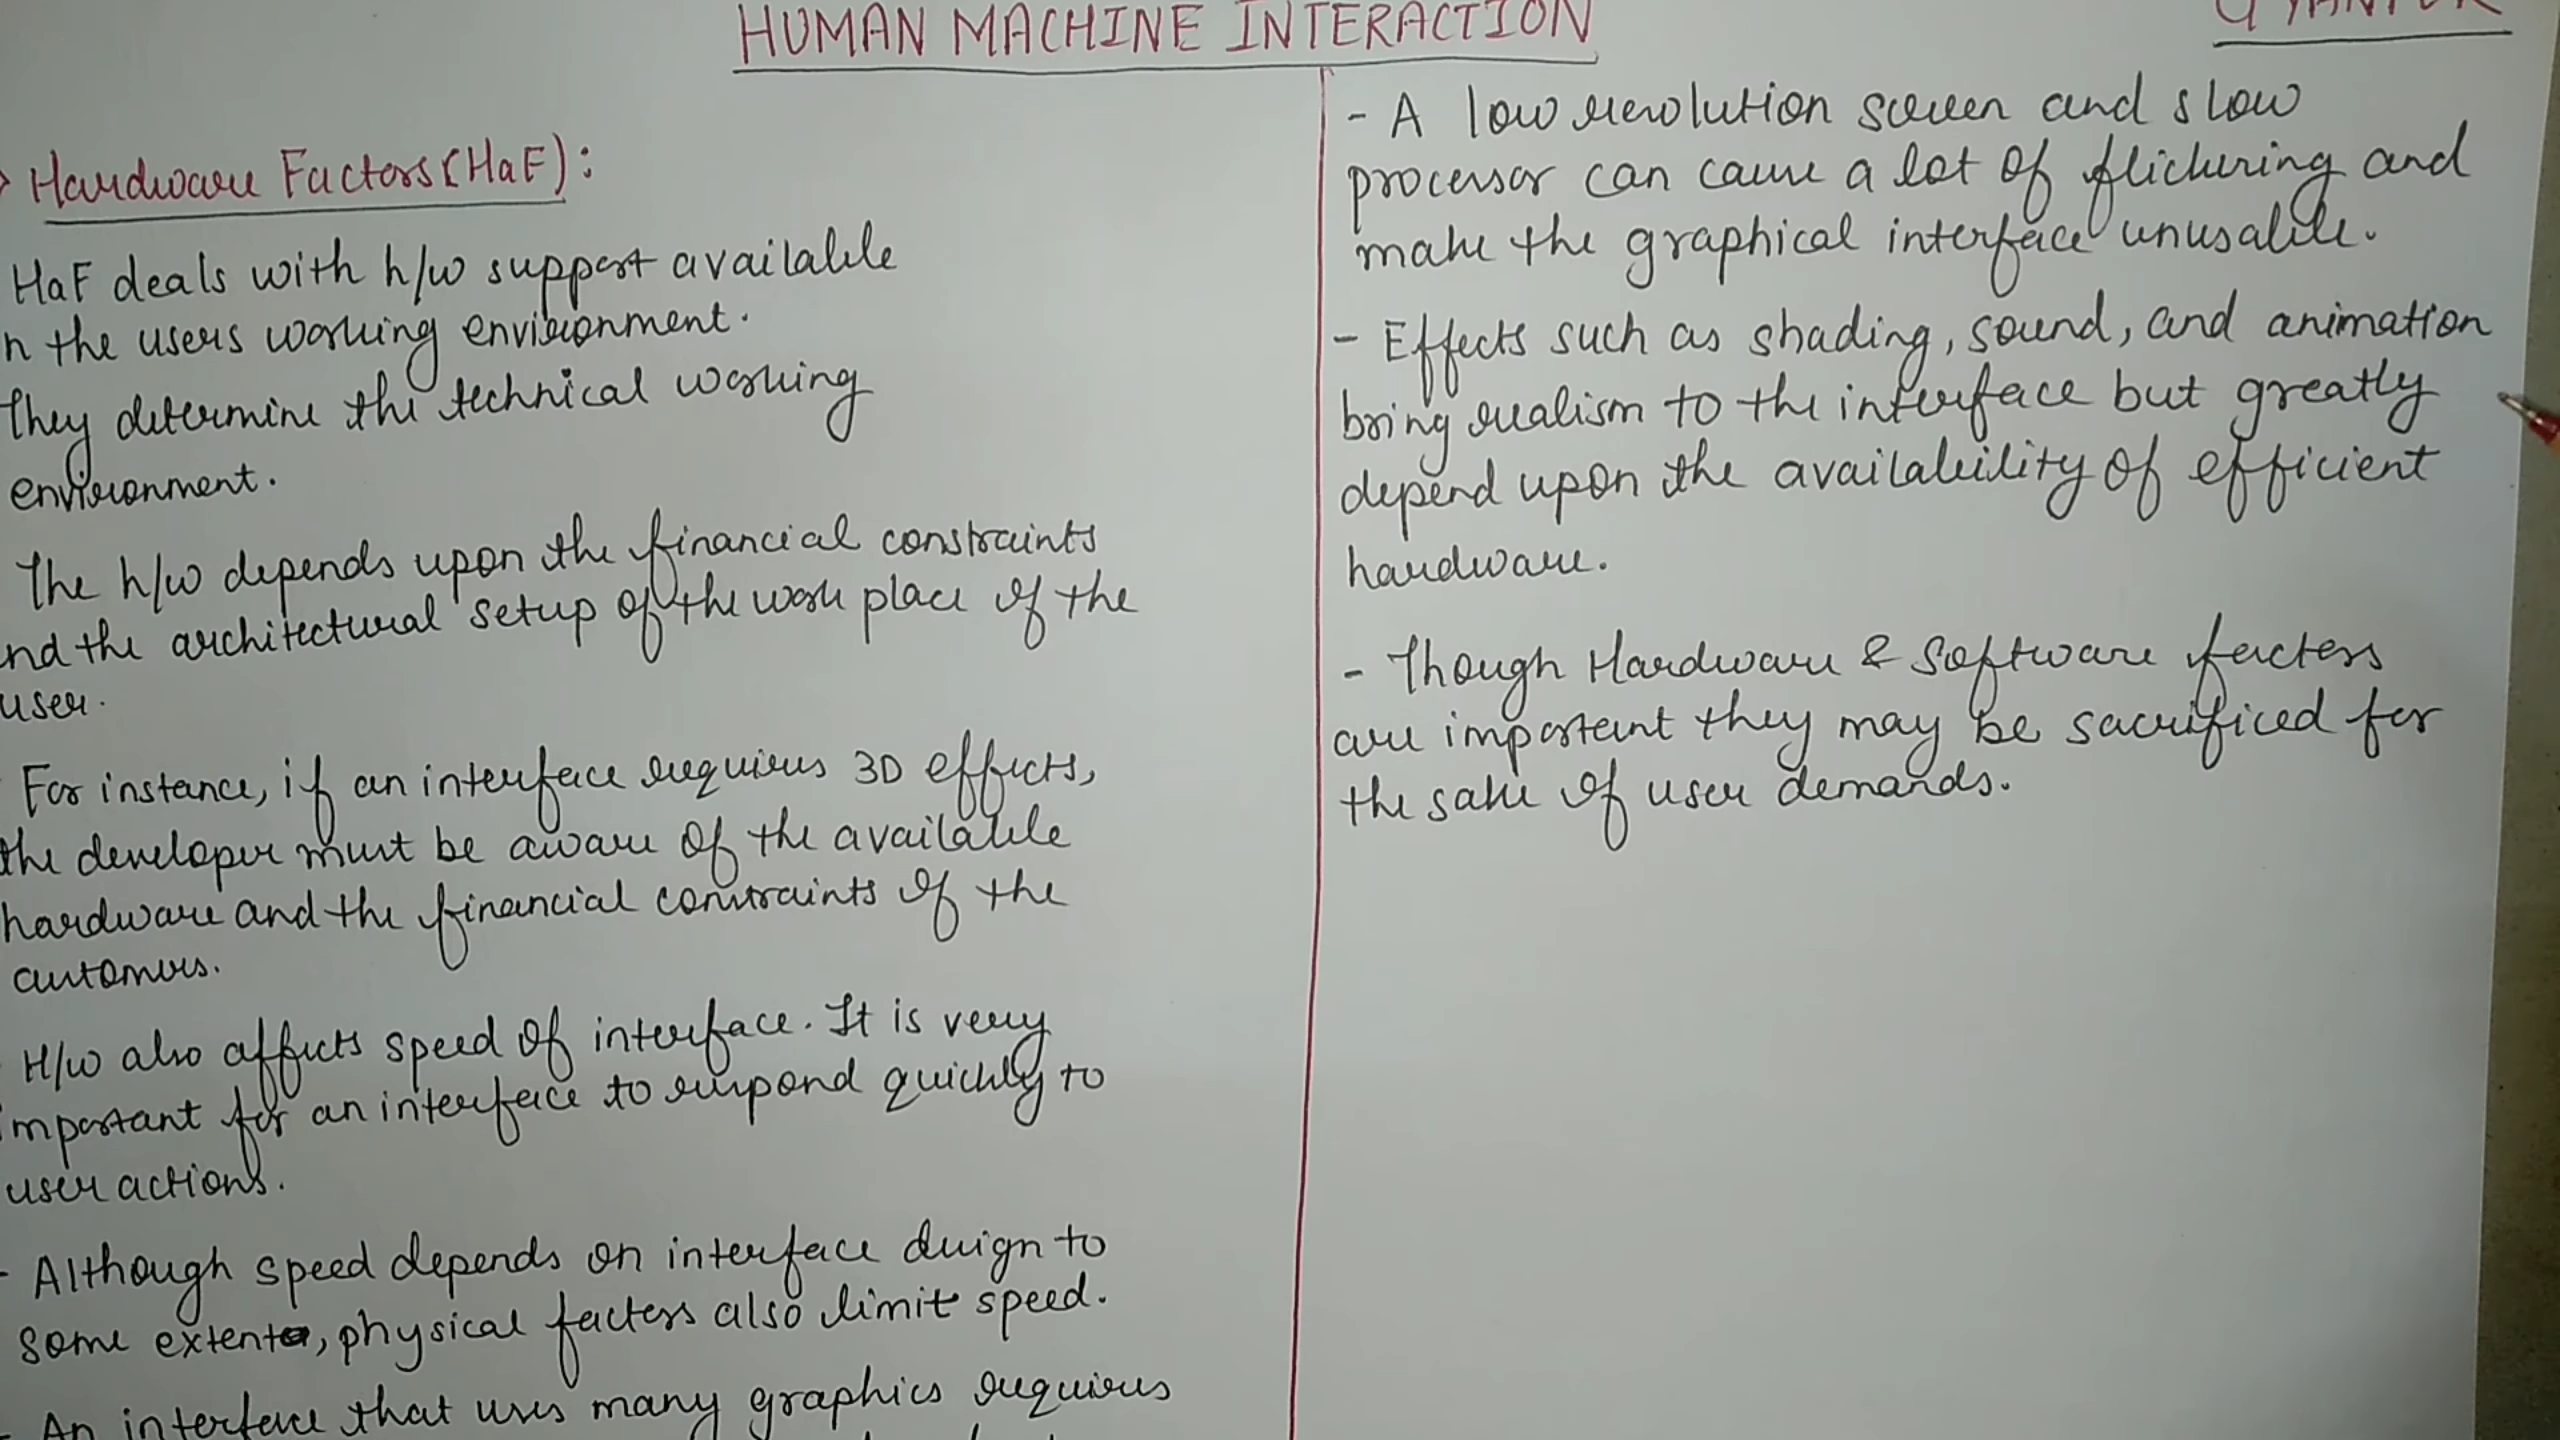 HUMAN MACHINE INTERACTION
Hardware Factors (HaF):
HaF deals with h/w support available
n the users working environment.
They determine the technical working
environment.
The h/w depends upon the financial constraints
nd the architectural setup of the work place of the
user.
For instance, if an interface requires 3D effects,
the developer must be aware of the available
hardware and the financial constraints of the
customers.
H/w also affects speed of interface. It is very
important for an interface to respond quickly to
user actions.
- Although speed depends on interface design to
some extent, physical factors also limit speed.
- An interface that uses many graphics requires
- A low resolution screen and slow
processor can cause a lot of flickering and
make the graphical interface unusable.
- Effects such as shading, sound, and animation
bring realism to the interface but greatly
depend upon the availability of efficient
hardware.
- Though Hardware & Software factors
are important they may be sacrificed for
the sake of user demands.